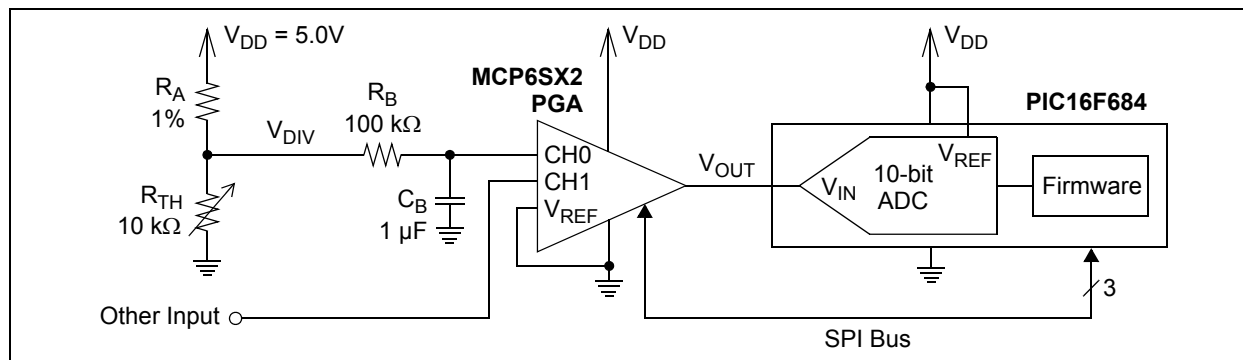 V_DD = 5.0V
R_A
1%
V_DIV
R_TH
10 kΩ
R_B
100 kΩ
C_B
1 µF
Other Input
MCP6SX2
PGA
V_DD
CH0
CH1
V_REF
V_OUT
V_DD
PIC16F684
V_REF
V_IN
10-bit
ADC
Firmware
3
SPI Bus